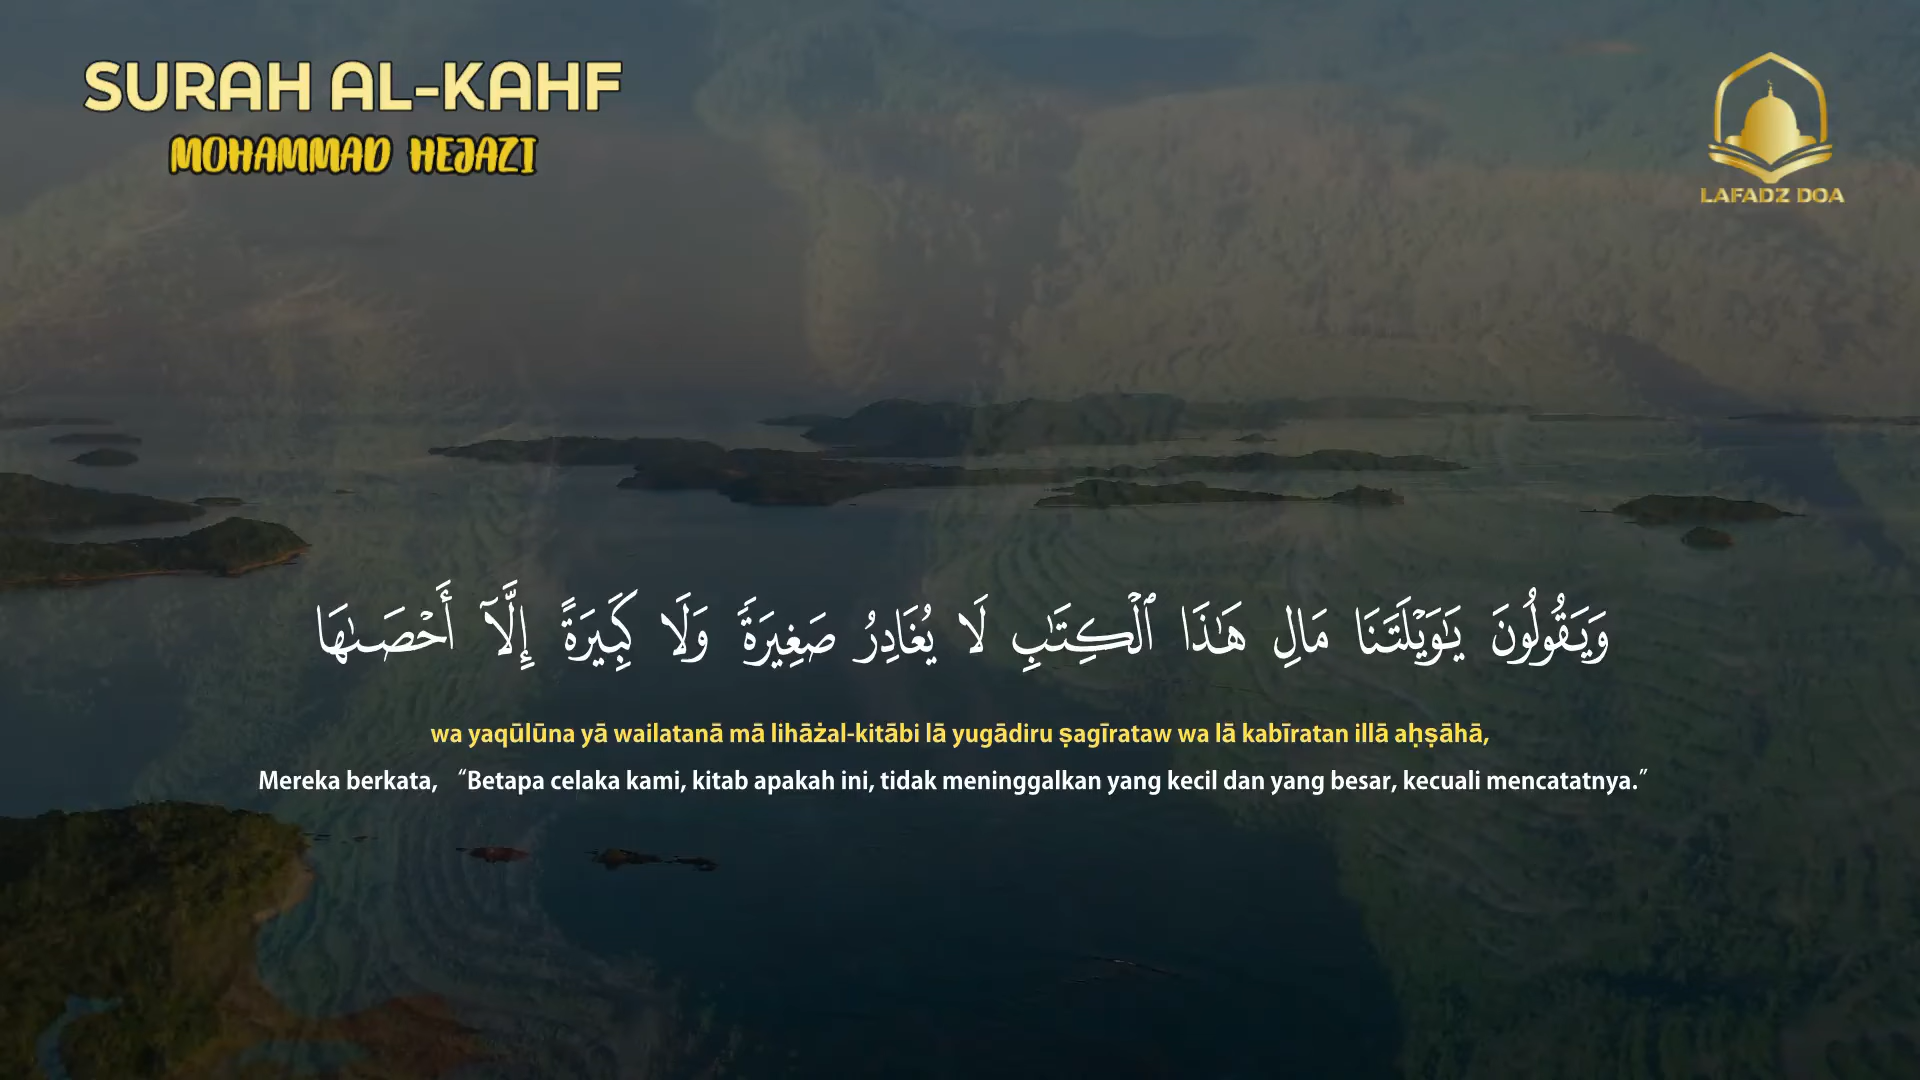 SURAH AL-KAHF
MOHAMMAD HEJAZI
LAFADZ DOA
وَيَقُولُونَ يَـٰوَيْلَتَنَا مَالِ هَـٰذَا ٱلْكِتَـٰبِ لَا يُغَادِرُ صَغِيرَةً وَلَا كَبِيرَةً إِلَّآ أَحْصَـىٰهَا
wa yaqūlūna yā wailatanā mā lihāżal-kitābi lā yugādiru ṣagīrataw wa lā kabīratan illā aḥṣāhā,
Mereka berkata, “Betapa celaka kami, kitab apakah ini, tidak meninggalkan yang kecil dan yang besar, kecuali mencatatnya.”